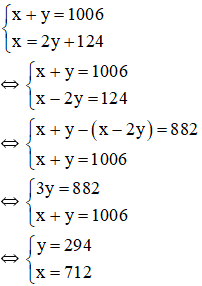 {x + y = 1006
x = 2y + 124
⇔ {x + y = 1006
x − 2y = 124
⇔ {x + y − (x − 2y) = 882
x + y = 1006
⇔ {3y = 882
x + y = 1006
⇔ {y = 294
x = 712